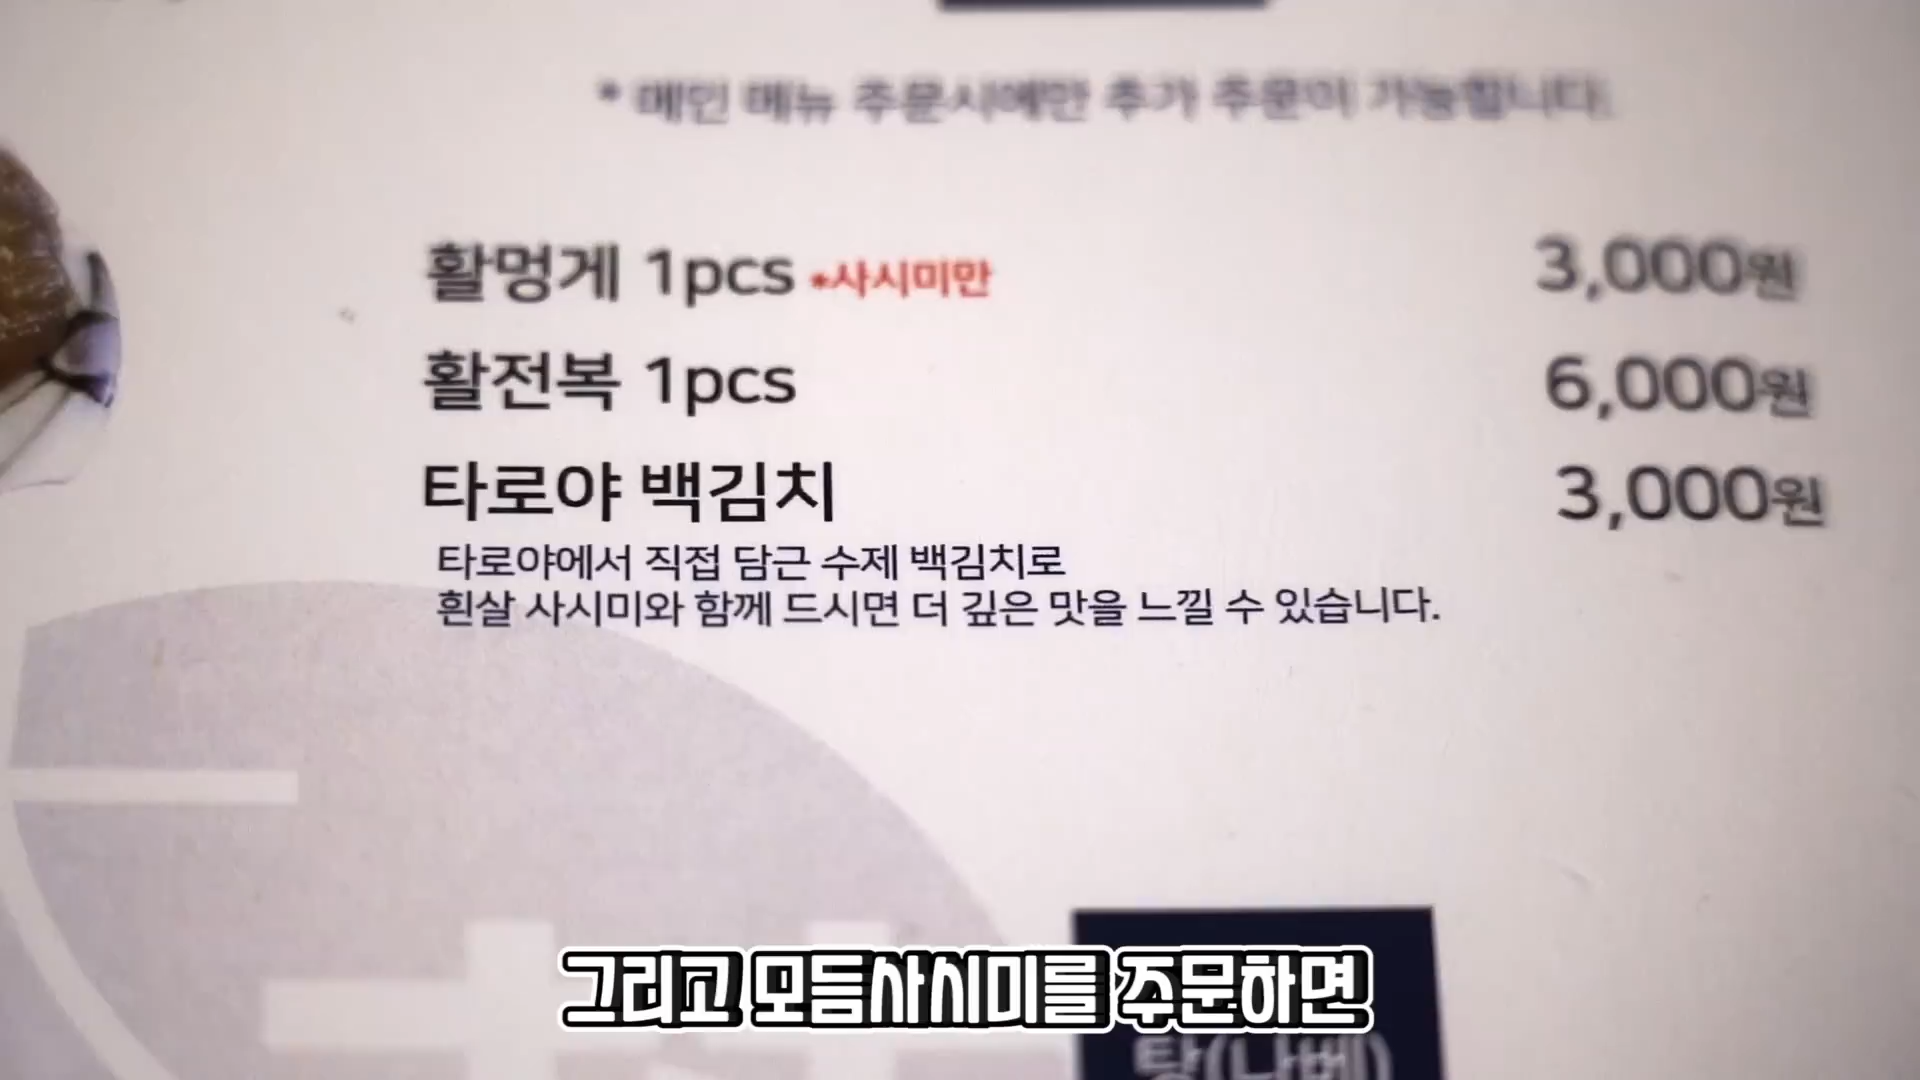 * 메인 메뉴 주문시에만 추가 주문이 가능합니다.
활멍게 1pcs *사시미만 3,000원
활전복 1pcs 6,000원
타로야 백김치 3,000원
타로야에서 직접 담근 수제 백김치로
흰살 사시미와 함께 드시면 더 깊은 맛을 느낄 수 있습니다.
그리고 모듬사시미를 주문하면
탕(나베)